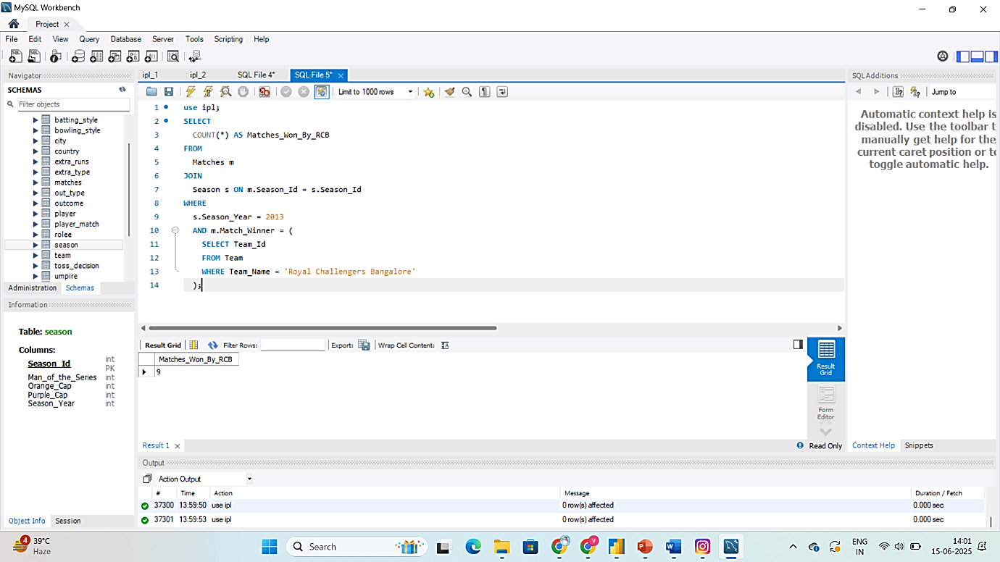 MySQL Workbench
Project
File Edit View Query Database Server Tools Scripting Help
Navigator
SCHEMAS
Filter objects
batting_style
bowling_style
city
country
extra_runs
extra_type
matches
out_type
outcome
player
player_match
rolee
season
team
toss_decision
umpire
Administration Schemas
Information
Table: season
Columns:
Season_Id int PK
Man_of_the_Series int
Orange_Cap int
Purple_Cap int
Season_Year int
Object Info Session
ipl_1 ipl_2 SQL File 4* SQL File 5*
Limit to 1000 rows
1 use ipl;
2 SELECT
3 COUNT(*) AS Matches_Won_By_RCB
4 FROM
5 Matches m
6 JOIN
7 Season s ON m.Season_Id = s.Season_Id
8 WHERE
9 s.Season_Year = 2013
10 AND m.Match_Winner = (
11 SELECT Team_Id
12 FROM Team
13 WHERE Team_Name = 'Royal Challengers Bangalore'
14 );
Result Grid Filter Rows: Export: Wrap Cell Content:
Matches_Won_By_RCB
9
Result Grid
Form Editor
Result 1
Read Only
Output
Action Output
# Time Action Message Duration / Fetch
37300 13:59:50 use ipl 0 row(s) affected 0.000 sec
37301 13:59:53 use ipl 0 row(s) affected 0.000 sec
SQLAdditions
Jump to
Automatic context help is
disabled. Use the toolbar t
manually get help for the
current caret position or to
toggle automatic help.
Context Help Snippets
4
39°C
Haze
Search
V
ENG
IN
14:01
15-06-2025